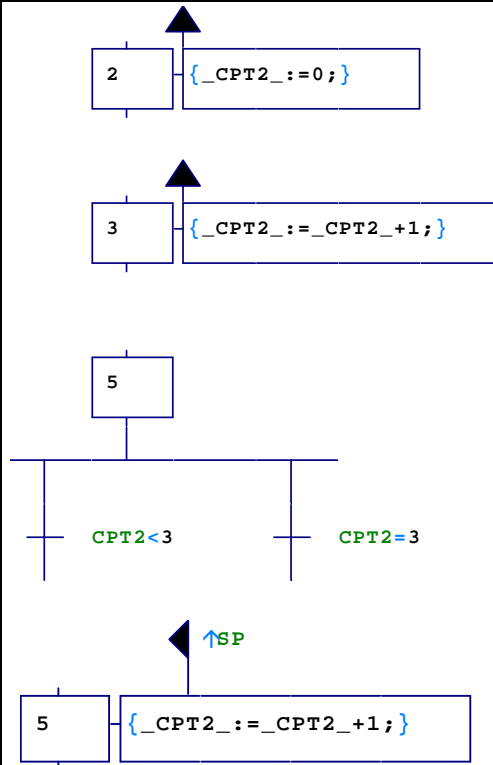 2 {_CPT2_:=0;}
3 {_CPT2_:=_CPT2_+1;}
5
CPT2<3 CPT2=3
↑SP
5 {_CPT2_:=_CPT2_+1;}